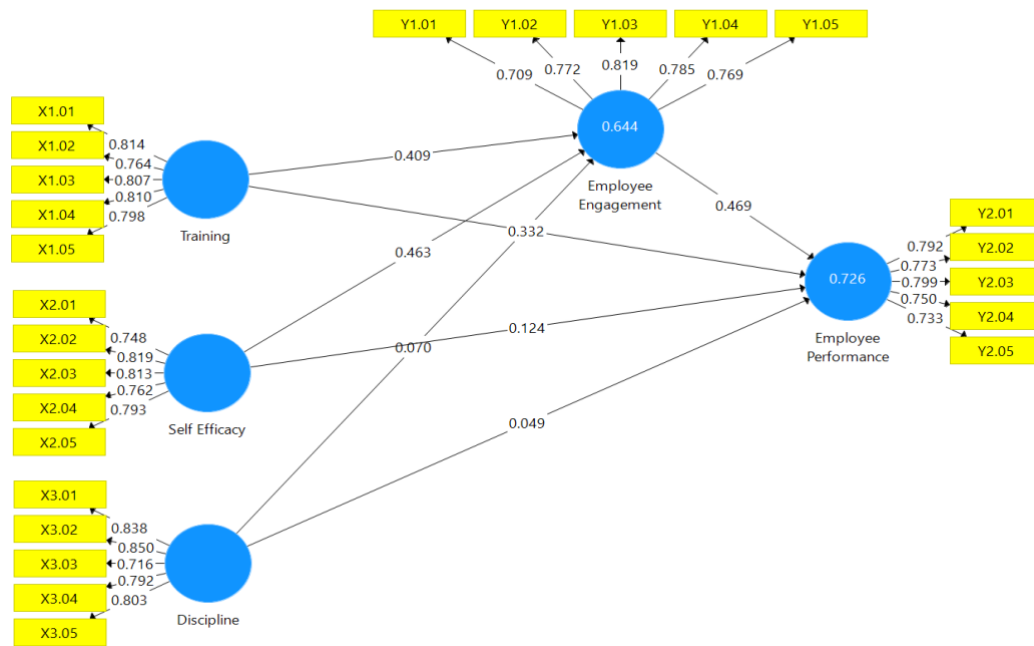 Y1.01
Y1.02
Y1.03
Y1.04
Y1.05
0.709
0.772
0.819
0.785
0.769
0.644
Employee
Engagement
X1.01
X1.02
X1.03
X1.04
X1.05
0.814
0.764
0.807
0.810
0.798
Training
0.409
0.332
0.469
X2.01
X2.02
X2.03
X2.04
X2.05
0.748
0.819
0.813
0.762
0.793
Self Efficacy
0.463
0.124
X3.01
X3.02
X3.03
X3.04
X3.05
0.838
0.850
0.716
0.792
0.803
Discipline
0.070
0.049
0.726
Employee
Performance
0.792
0.773
0.799
0.750
0.733
Y2.01
Y2.02
Y2.03
Y2.04
Y2.05